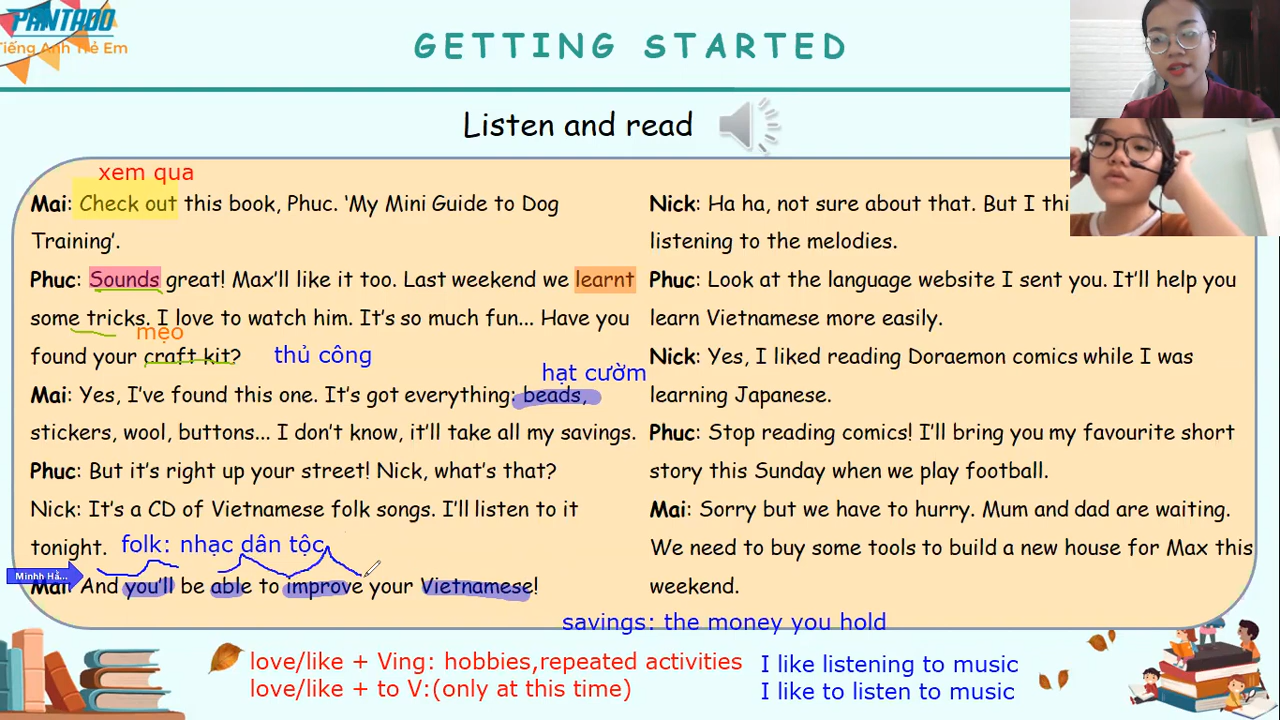 PANTADO
Tiếng Anh Trẻ Em
GETTING STARTED
Listen and read
xem qua
Mai: Check out this book, Phuc. ‘My Mini Guide to Dog
Training’.
Phuc: Sounds great! Max’ll like it too. Last weekend we learnt
some tricks. I love to watch him. It’s so much fun... Have you
mẹo
found your craft kit?
thủ công
hạt cườm
Mai: Yes, I’ve found this one. It’s got everything: beads,
stickers, wool, buttons... I don’t know, it’ll take all my savings.
Phuc: But it’s right up your street! Nick, what’s that?
Nick: It’s a CD of Vietnamese folk songs. I’ll listen to it
tonight.
folk: nhạc dân tộc
Minhh Hằ...
Mai: And you’ll be able to improve your Vietnamese!
Nick: Ha ha, not sure about that. But I
listening to the melodies.
Phuc: Look at the language website I sent you. It’ll help you
learn Vietnamese more easily.
Nick: Yes, I liked reading Doraemon comics while I was
learning Japanese.
Phuc: Stop reading comics! I’ll bring you my favourite short
story this Sunday when we play football.
Mai: Sorry but we have to hurry. Mum and dad are waiting.
We need to buy some tools to build a new house for Max this
weekend.
savings: the money you hold
love/like + Ving: hobbies,repeated activities
love/like + to V:(only at this time)
I like listening to music
I like to listen to music